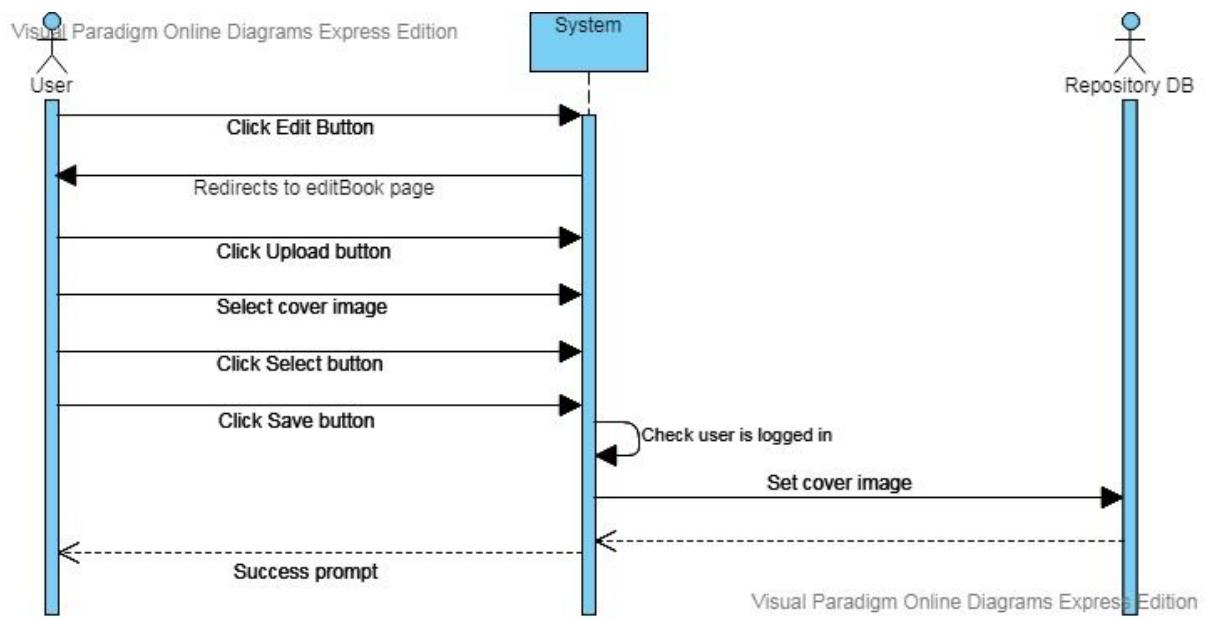 Visual Paradigm Online Diagrams Express Edition
System
User
Repository DB
Click Edit Button
Redirects to editBook page
Click Upload button
Select cover image
Click Select button
Click Save button
Check user is logged in
Set cover image
Success prompt
Visual Paradigm Online Diagrams Express Edition